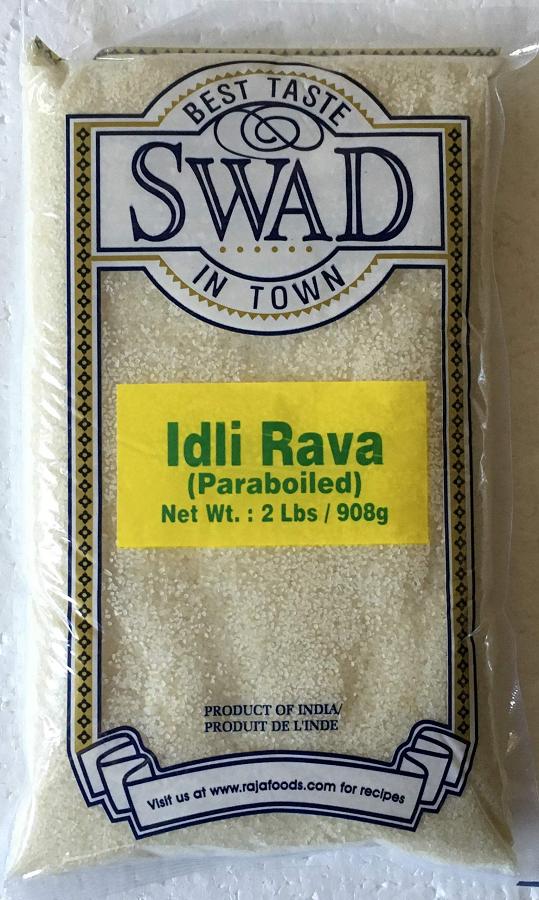 BEST TASTE
SWAD
IN TOWN
Idli Rava
(Paraboiled)
Net Wt. : 2 Lbs / 908g
PRODUCT OF INDIA/
PRODUIT DE L'INDE
Visit us at www.rajafoods.com for recipes